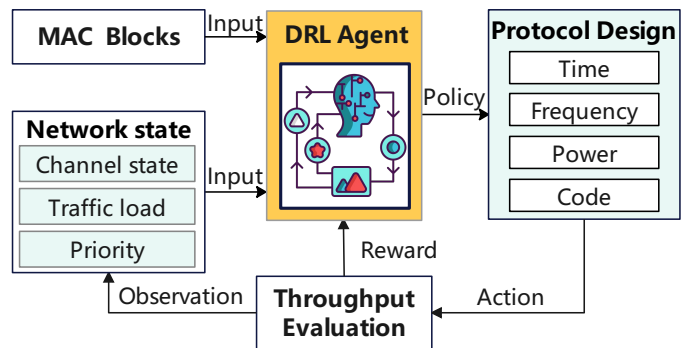 MAC Blocks
Input
DRL Agent
Protocol Design
Time
Frequency
Power
Code
Policy
Network state
Channel state
Traffic load
Priority
Input
Reward
Observation
Throughput
Evaluation
Action